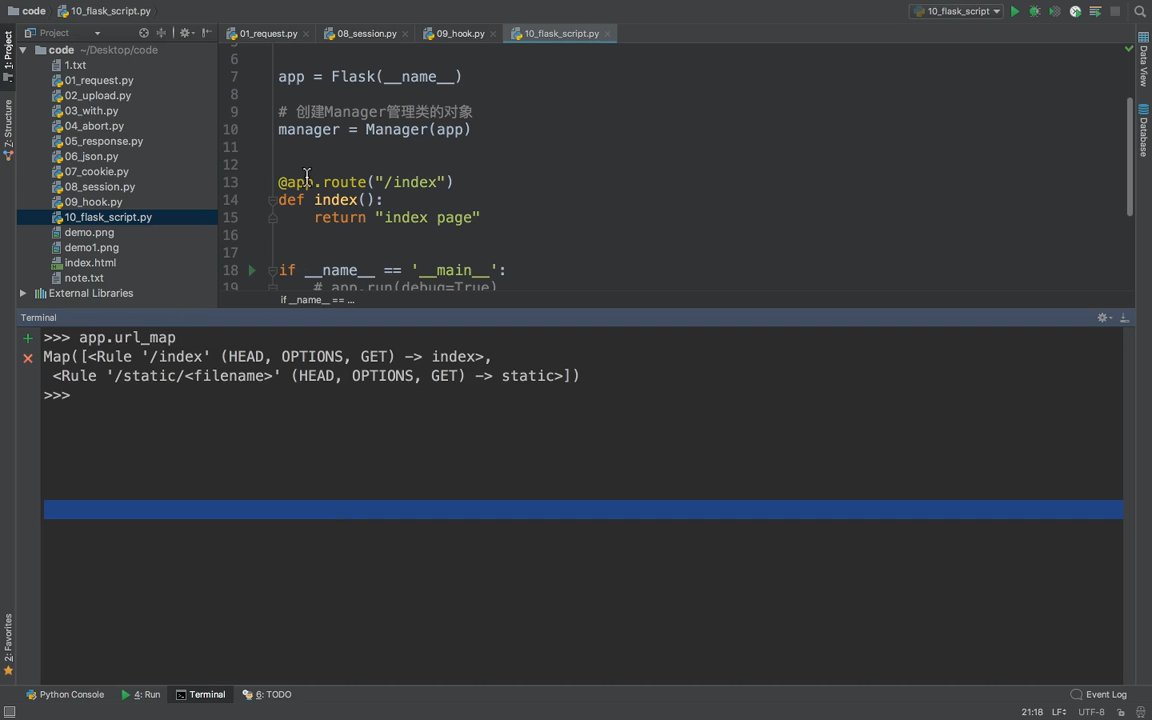 code 10_flask_script.py
10_flask_script
1: Project
Project
01_request.py 08_session.py 09_hook.py 10_flask_script.py
code ~/Desktop/code
1.txt
01_request.py
02_upload.py
03_with.py
04_abort.py
05_response.py
06_json.py
07_cookie.py
08_session.py
09_hook.py
10_flask_script.py
demo.png
demo1.png
index.html
note.txt
External Libraries
Z: Structure
2: Favorites
6
7 app = Flask(__name__)
8
9 # 创建Manager管理类的对象
10 manager = Manager(app)
11
12
13 @app.route("/index")
14 def index():
15 return "index page"
16
17
18 if __name__ == '__main__':
19 # app.run(debug=True)
if __name__ == ...
Data View
Database
Terminal
>>> app.url_map
Map([<Rule '/index' (HEAD, OPTIONS, GET) -> index>,
<Rule '/static/<filename>' (HEAD, OPTIONS, GET) -> static>])
>>>
Python Console 4: Run Terminal 6: TODO Event Log
21:18 LF UTF-8